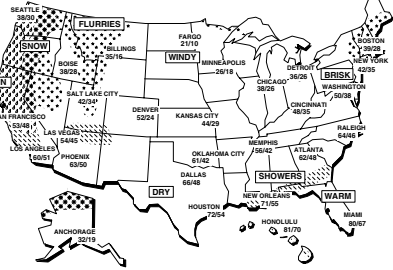 SEATTLE
38/30
FLURRIES
SNOW
BILLINGS
35/16
FARGO
21/10
WINDY
MINNEAPOLIS
26/18
BOISE
38/28
BOSTON
39/28
NEW YORK
42/35
DETROIT
36/26
BRISK
CHICAGO
38/26
WASHINGTON
50/38
SALT LAKE CITY
42/34
DENVER
52/24
KANSAS CITY
44/29
CINCINNATI
48/35
AN FRANCISCO
53/48
LAS VEGAS
54/45
LOS ANGELES
60/51
PHOENIX
63/50
OKLAHOMA CITY
61/42
MEMPHIS
56/42
ATLANTA
62/48
RALEIGH
64/46
DALLAS
66/48
SHOWERS
DRY
NEW ORLEANS
71/55
WARM
HOUSTON
72/54
MIAMI
80/67
HONOLULU
81/70
ANCHORAGE
32/19